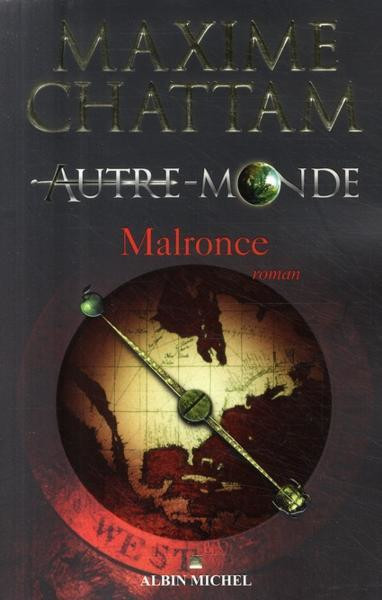 MAXIME
CHATTAM
AUTRE-MONDE
Malronce
roman
WEST
ALBIN MICHEL